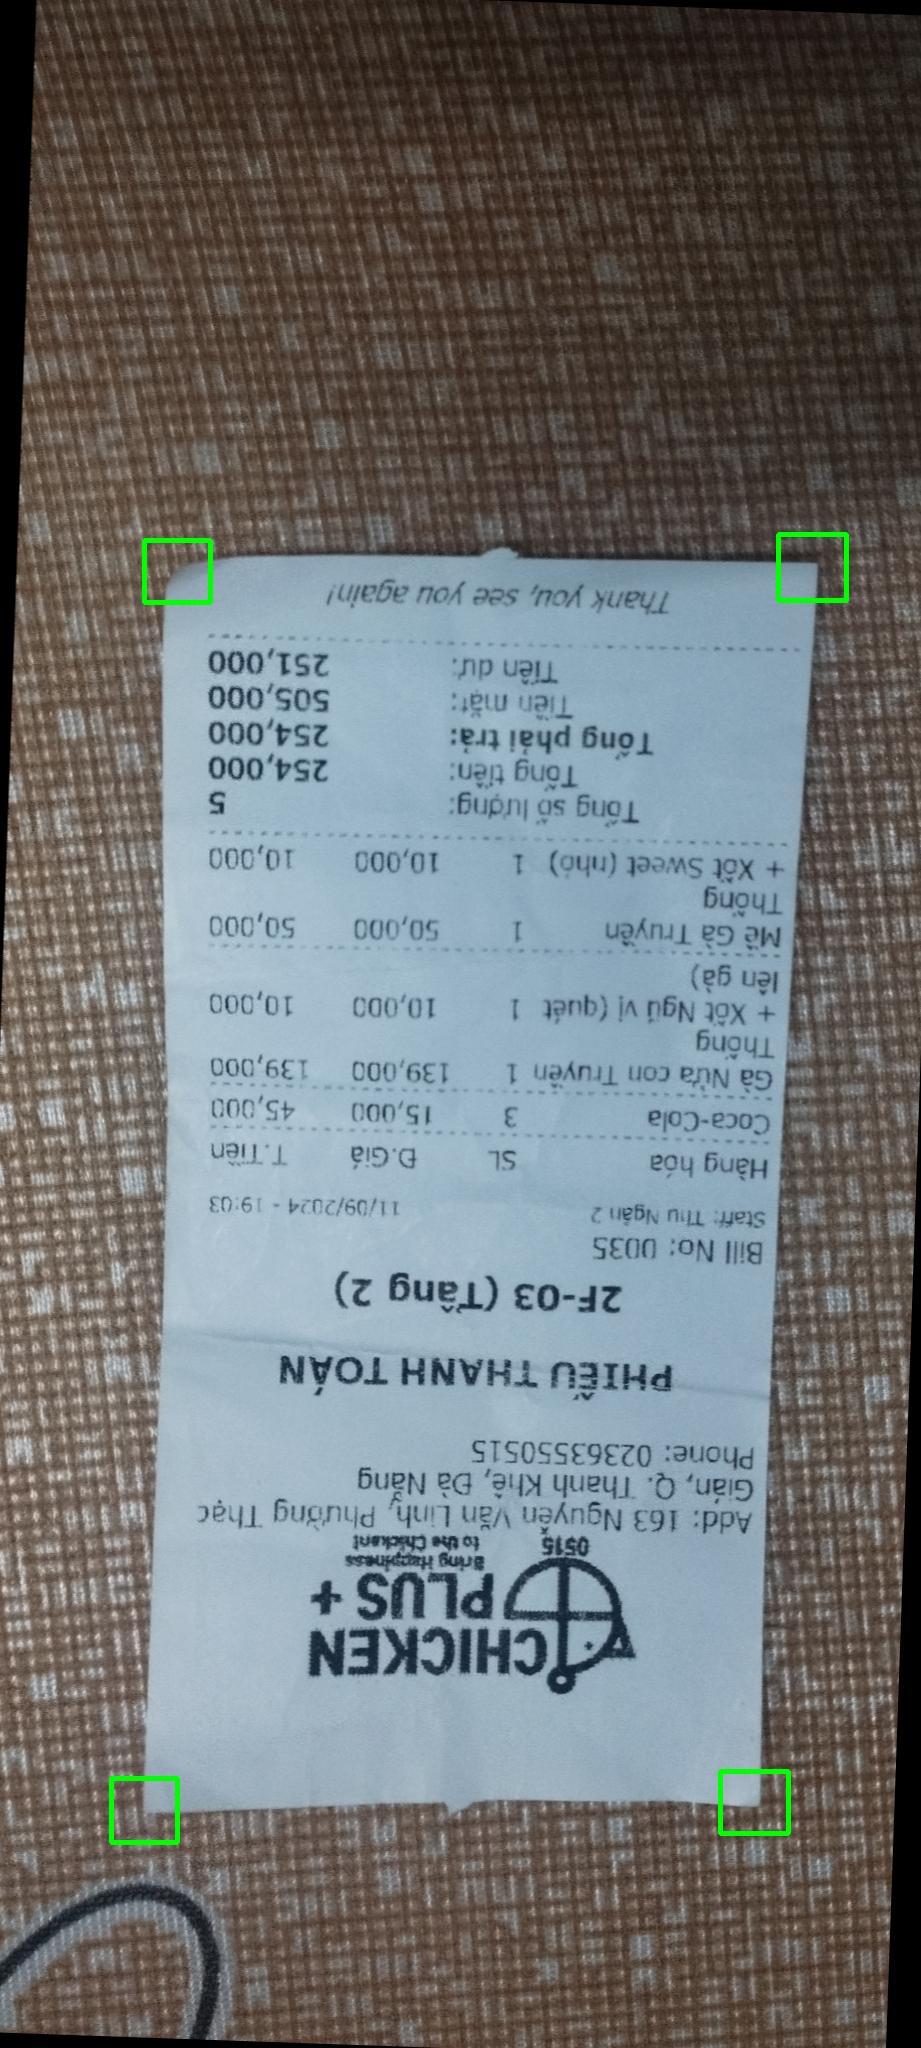 CHICKEN
PLUS +
Bring Happiness
to the Chickant
0515
Add: 163 Nguyễn Văn Linh, Phường Thạc
Gián, Q. Thanh Khê, Đà Nẵng
Phone: 02363550515
PHIẾU THANH TOÁN
2F-03 (Tầng 2)
Bill No: 0035
Staff: Thu Ngân 2 11/09/2024 - 19:03
Hàng hóa SL Đ.Giá T.Tiền
Coca-Cola 3 15,000 45,000
Gà Nửa con Truyền 1 139,000 139,000
Thống
+ Xốt Ngũ vị (quét 1 10,000 10,000
lên gà)
Mề Gà Truyền 1 50,000 50,000
Thống
+ Xốt Sweet (nhỏ) 1 10,000 10,000
Tổng số lượng: 5
Tổng tiền: 254,000
Tổng phải trả: 254,000
Tiền mặt: 505,000
Tiền dư: 251,000
Thank you, see you again!